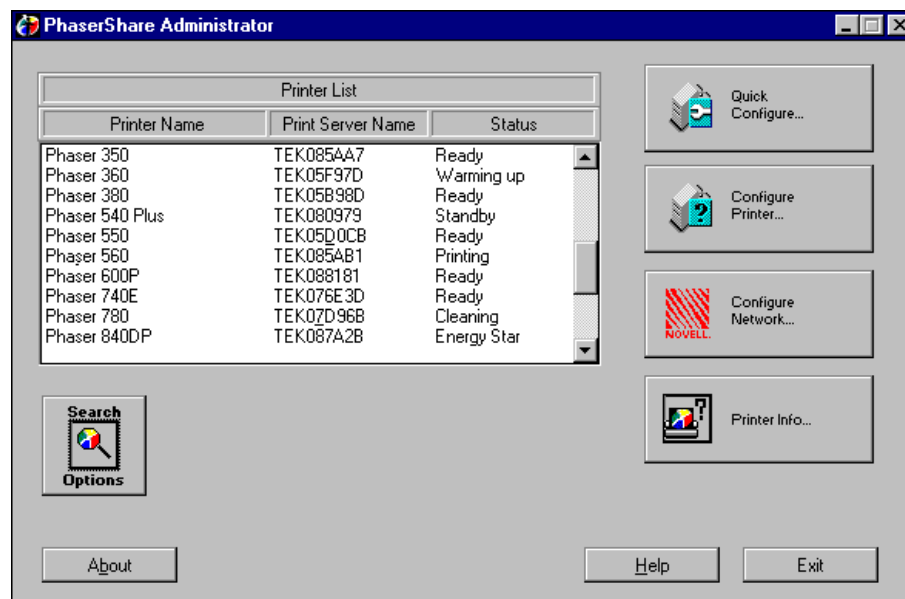 PhaserShare Administrator
Printer List
Printer Name Print Server Name Status
Phaser 350 TEK085AA7 Ready
Phaser 360 TEK05F97D Warming up
Phaser 380 TEK05B98D Ready
Phaser 540 Plus TEK080979 Standby
Phaser 550 TEK05D0CB Ready
Phaser 560 TEK085AB1 Printing
Phaser 600P TEK088181 Ready
Phaser 740E TEK076E3D Ready
Phaser 780 TEK07D96B Cleaning
Phaser 840DP TEK087A2B Energy Star
Quick
Configure...
Configure
Printer...
NOVELL.
Configure
Network...
Printer Info...
Search
Options
About
Help
Exit